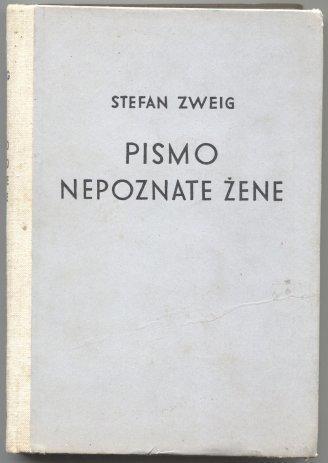 STEFAN ZWEIG
PISMO
NEPOZNATE ŽENE